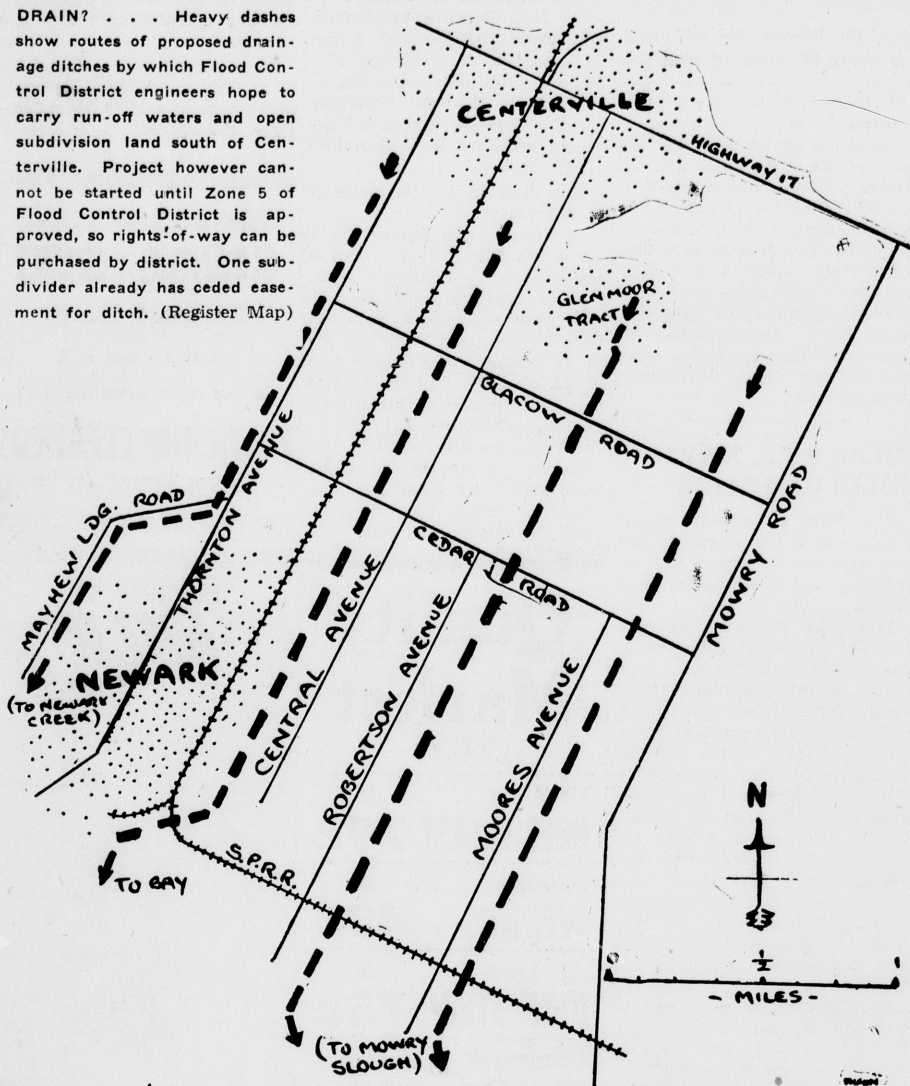 DRAIN? . . . Heavy dashes
show routes of proposed drain-
age ditches by which Flood Con-
trol District engineers hope to
carry run-off waters and open
subdivision land south of Cen-
terville. Project however can-
not be started until Zone 5 of
Flood Control District is ap-
proved, so rights-of-way can be
purchased by district. One sub-
divider already has ceded ease-
ment for ditch. (Register Map)
CENTERVILLE
HIGHWAY 17
GLENMOOR
TRACT
BLACOW ROAD
MOWRY ROAD
THORNTON AVENUE
MAYHEW LDG. ROAD
CEDAR ROAD
NEWARK
(TO NEWARK
CREEK)
CENTRAL AVENUE
ROBERTSON AVENUE
MOORES AVENUE
S.P.R.R.
TO BAY
(TO MOWRY
SLOUGH)
N
0 1/2 1
- MILES -